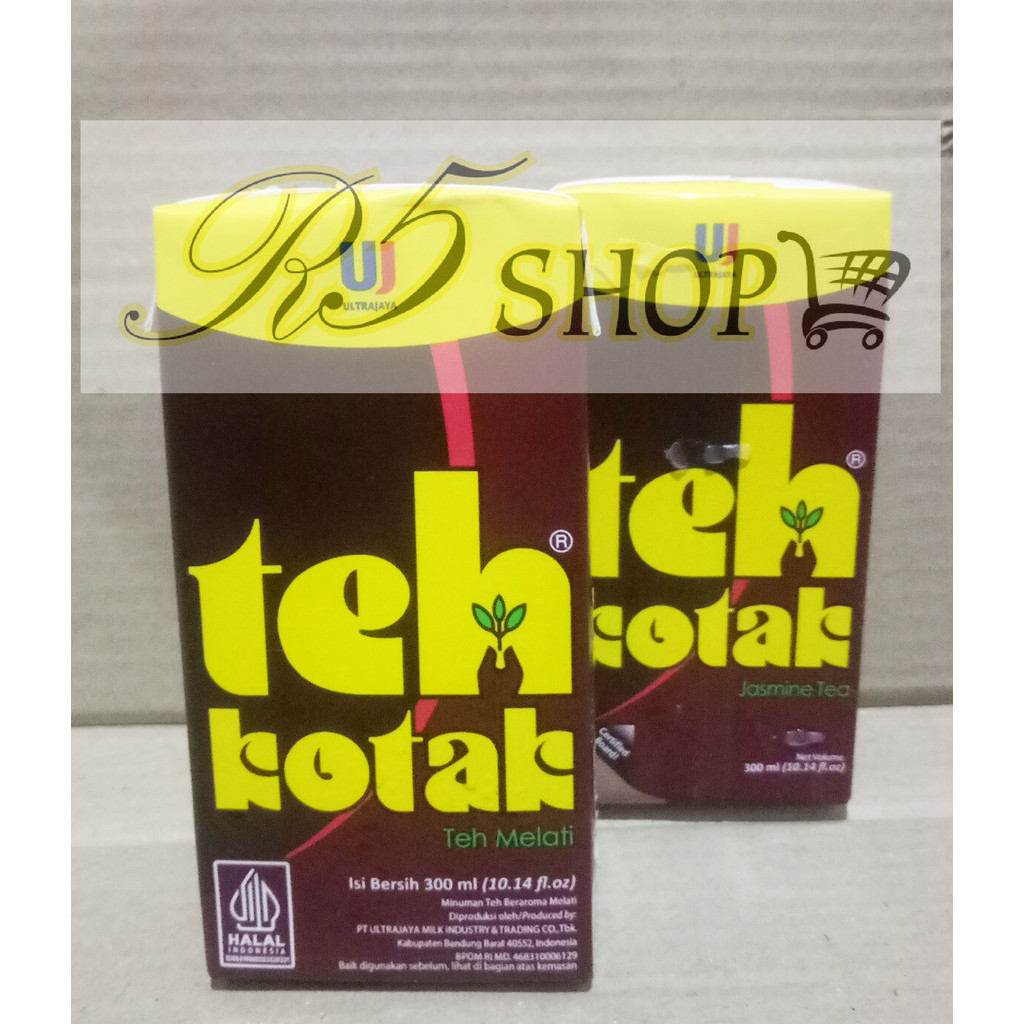 R5 SHOP
UJ
ULTRAJAYA
teh®
kotak
Teh Melati
Isi Bersih 300 ml (10.14 fl.oz)
Minuman Teh Beraroma Melati
Diproduksi oleh/Produced by:
PT ULTRAJAYA MILK INDUSTRY & TRADING CO., Tbk.
Kabupaten Bandung Barat 40552, Indonesia
BPOM RI MD. 468310006129
Baik digunakan sebelum, lihat di bagian atas kemasan
HALAL
INDONESIA
UJ
ULTRAJAYA
teh®
kotak
Jasmine Tea
Certified
Board!
Net Volume
300 ml (10.14 fl.oz)